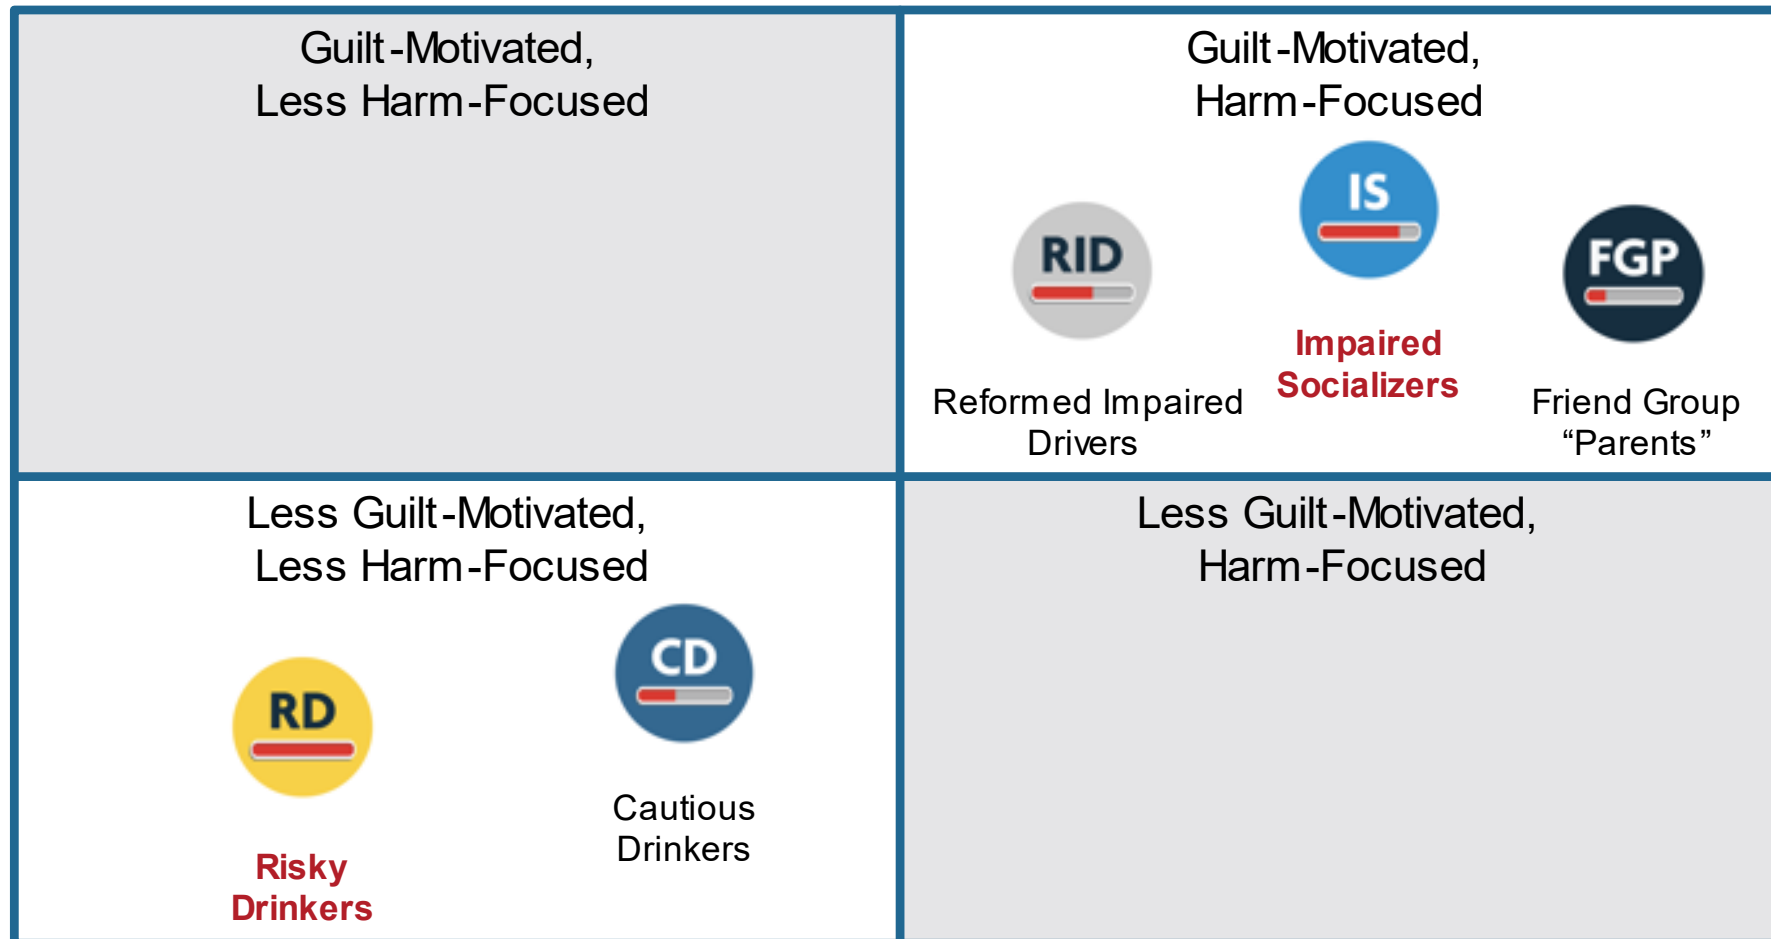 Guilt-Motivated,
Less Harm-Focused
Guilt-Motivated,
Harm-Focused
RID
IS
FGP
Reformed Impaired
Drivers
Impaired
Socializers
Friend Group
“Parents”
Less Guilt-Motivated,
Less Harm-Focused
RD
CD
Risky
Drinkers
Cautious
Drinkers
Less Guilt-Motivated,
Harm-Focused